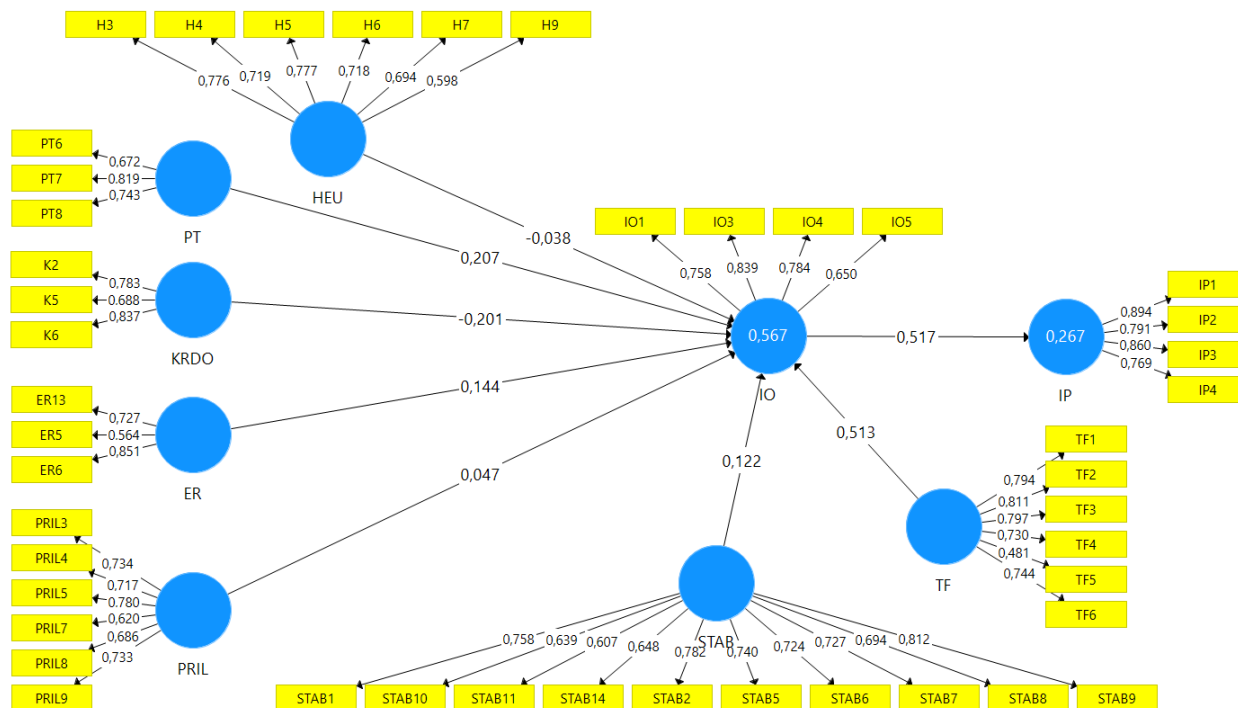 H3 H4 H5 H6 H7 H9
0,776 0,719 0,777 0,718 0,694 0,598
HEU
PT6
PT7
PT8
0,672
0.819
0,743
PT
K2
K5
K6
0,783
0.688
0,837
KRDO
ER13
ER5
ER6
0,727
0.564
0,851
ER
PRIL3
PRIL4
PRIL5
PRIL7
PRIL8
PRIL9
0,734
0,717
0.780
0,620
0,686
0,733
PRIL
-0,038
0,207
-0,201
0,144
0,047
0,122
0,513
0,517
IO1 IO3 IO4 IO5
0,758 0,839 0,784 0,650
0,567
IO
0,267
IP
0,894
0,791
0,860
0,769
IP1
IP2
IP3
IP4
TF1
TF2
TF3
TF4
TF5
TF6
0,794
0,811
0.797
0,730
0,481
0,744
TF
STAB
0,758 0,639 0,607 0,648 0,782 0,740 0,724 0,727 0,694 0,812
STAB1 STAB10 STAB11 STAB14 STAB2 STAB5 STAB6 STAB7 STAB8 STAB9